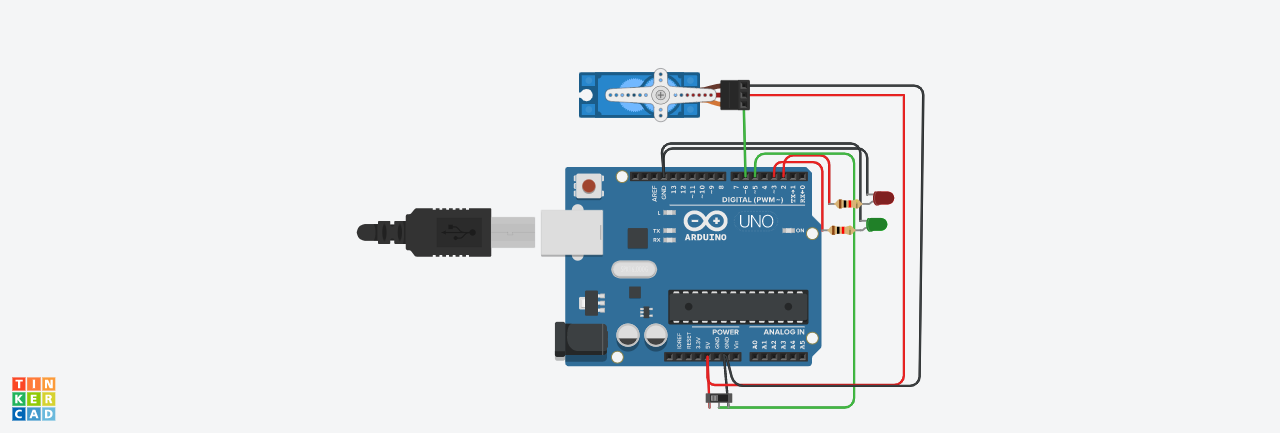 AREF
GND
13
12
~11
~10
~9
8
7
~6
~5
4
~3
2
TX→1
RX←0
DIGITAL (PWM~)
L
TX
RX
ARDUINO
UNO
ON
POWER
ANALOG IN
IOREF
RESET
3.3V
5V
GND
GND
Vin
A0
A1
A2
A3
A4
A5
TIN
KER
CAD